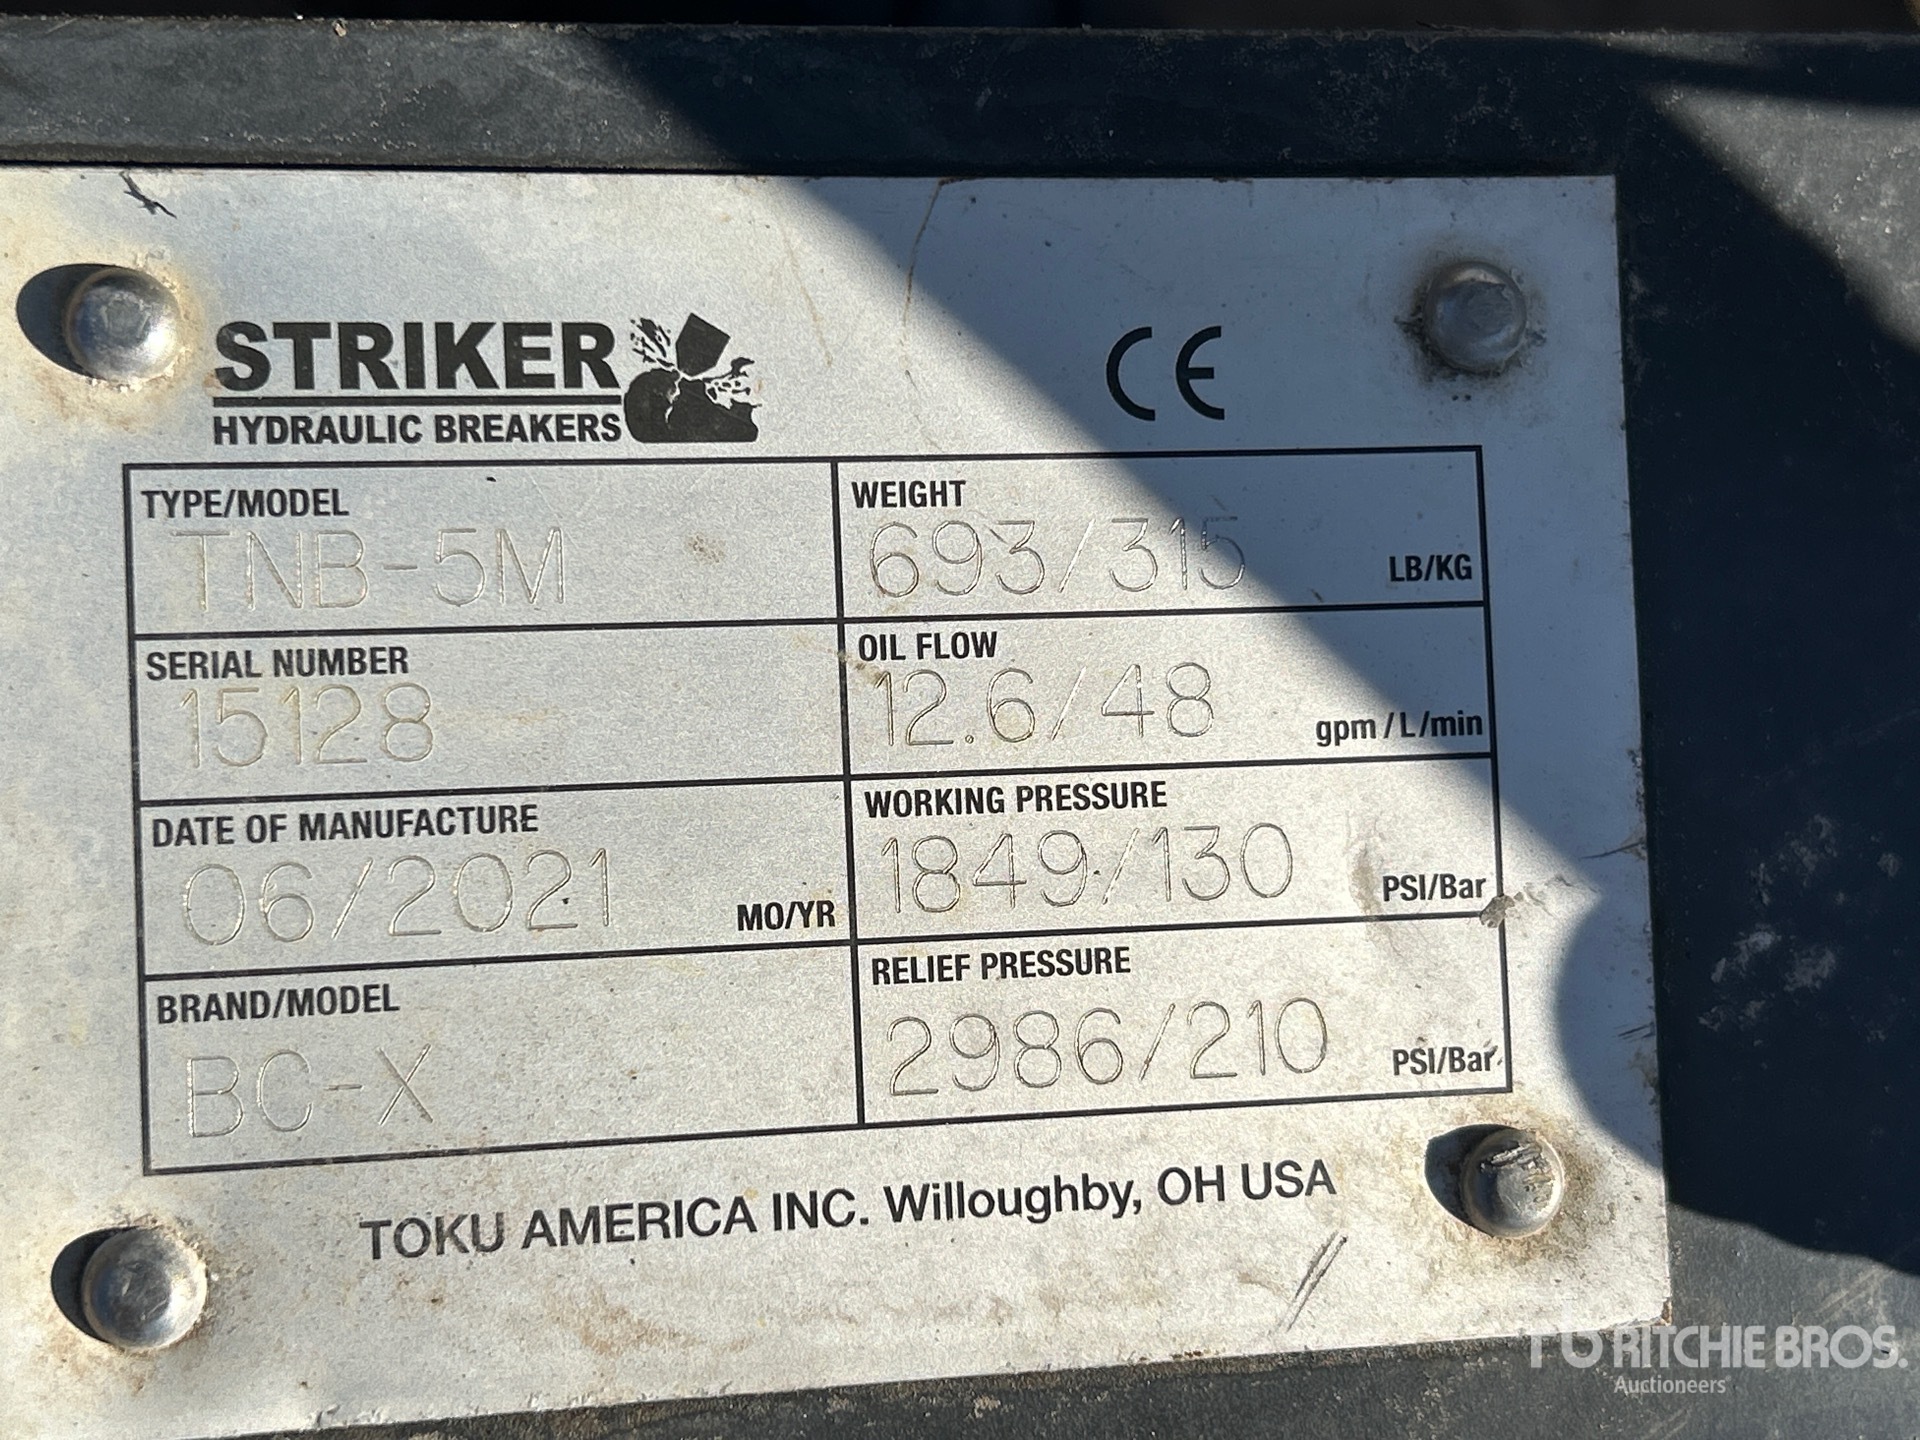 STRIKER
HYDRAULIC BREAKERS
CE
TYPE/MODEL
TNB-5M
SERIAL NUMBER
15128
DATE OF MANUFACTURE
06/2021 MO/YR
BRAND/MODEL
BC-X
WEIGHT
693/315 LB/KG
OIL FLOW
12.6/48 gpm/L/min
WORKING PRESSURE
1849/130 PSI/Bar
RELIEF PRESSURE
2986/210 PSI/Bar
TOKU AMERICA INC. Willoughby, OH USA
rb RITCHIE BROS.
Auctioneers